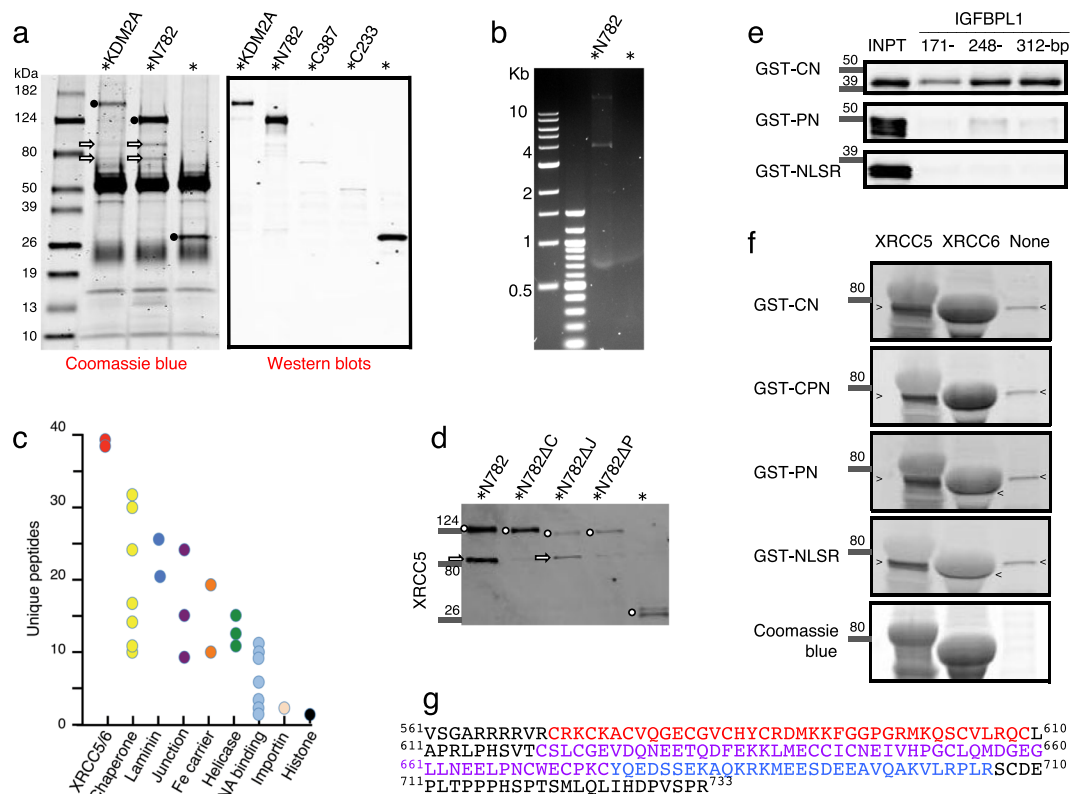 a
kDa
*KDM2A
*N782
*
*KDM2A
*N782
*C387
*C233
*
182
124
80
50
39
26
19
13
10
Coomassie blue
Western blots
b
*N782
*
Kb
10
4
2
1
0.5
c
Unique peptides
40
30
20
10
0
XRCC5/6
Chaperone
Laminin
Junction
Fe carrier
Helicase
NA binding
Importin
Histone
d
*N782
*N782ΔC
*N782ΔJ
*N782ΔP
*
XRCC5
124
80
26
e
IGFBPL1
INPT 171- 248- 312-bp
GST-CN
50
39
GST-PN
50
GST-NLSR
39
f
XRCC5 XRCC6 None
GST-CN
80
> <
GST-CPN
80
> <
GST-PN
80
> < <
GST-NLSR
80
> < <
Coomassie blue
80
g
561VSGARRRRVRCRKCKACVQGECGVCHYCRDMKKFGGPGRMKQSCVLRQCL610
611APRLPHSVTCSLCGEVDQNEETQDFEKKLMECCICNEIVHPGCLQMDGEG660
661LLNEELPNCWECPKCYQEDSSEKAQKRKMEESDEEAVQAKVLRPLRSCDE710
711PLTPPPHSPTSMLQLIHDPVSPR733